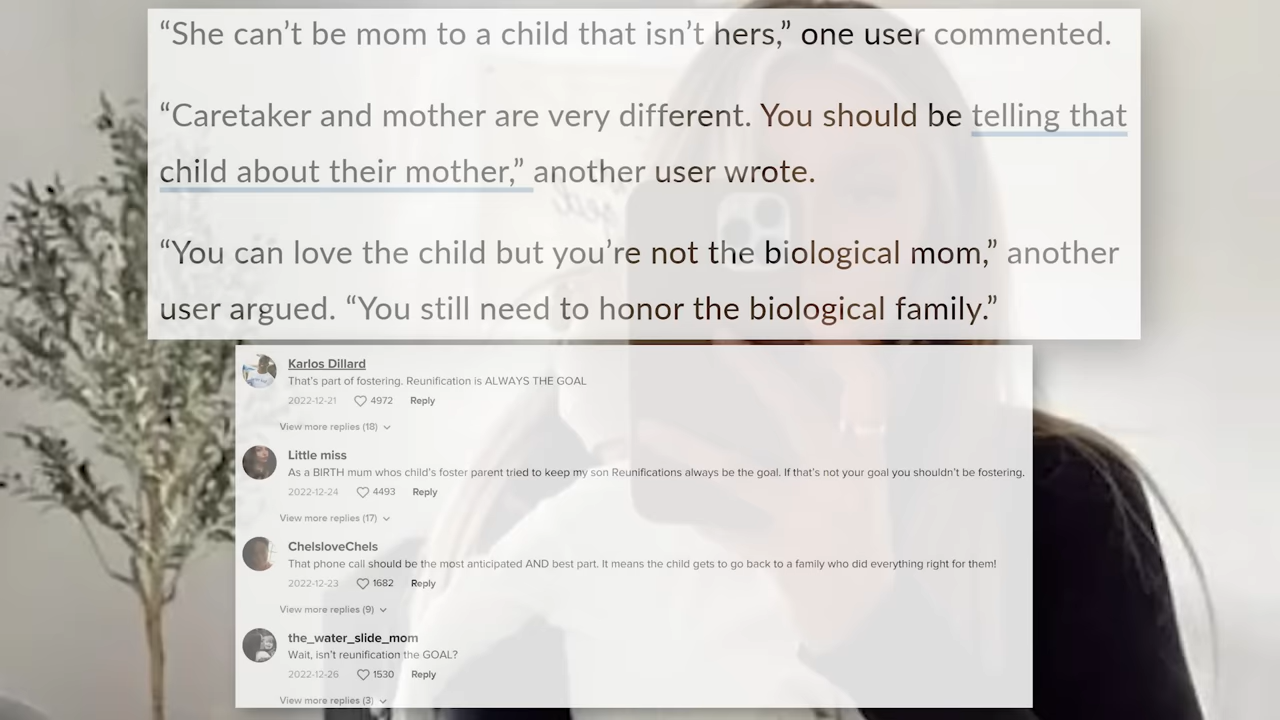 “She can’t be mom to a child that isn’t hers,” one user commented.
“Caretaker and mother are very different. You should be telling that
child about their mother,” another user wrote.
“You can love the child but you’re not the biological mom,” another
user argued. “You still need to honor the biological family.”
Karlos Dillard
That's part of fostering. Reunification is ALWAYS THE GOAL
2022-12-21 4972 Reply
View more replies (18)
Little miss
As a BIRTH mum whos child's foster parent tried to keep my son Reunifications always be the goal. If that's not your goal you shouldn't be fostering.
2022-12-24 4493 Reply
View more replies (17)
ChelsloveChels
That phone call should be the most anticipated AND best part. It means the child gets to go back to a family who did everything right for them!
2022-12-23 1682 Reply
View more replies (9)
the_water_slide_mom
Wait, isn't reunification the GOAL?
2022-12-26 1530 Reply
View more replies (3)